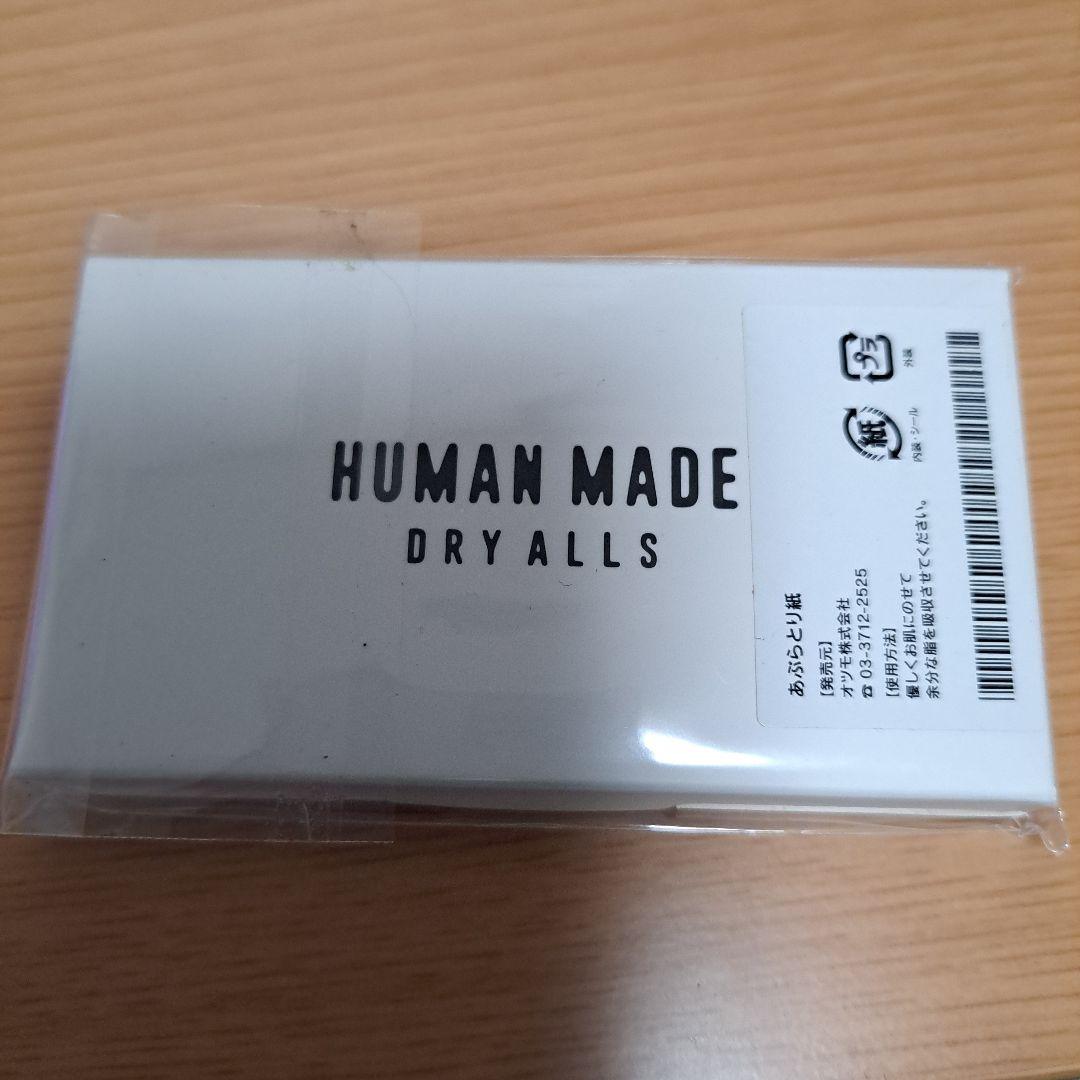 HUMAN MADE
DRY ALLS
あぶらとり紙
【発売元】
オツモ株式会社
☎ 03-3712-2525
【使用方法】
優しくお肌にのせて
余分な脂を吸収させてください。
紙
内装・シール
プラ
外装